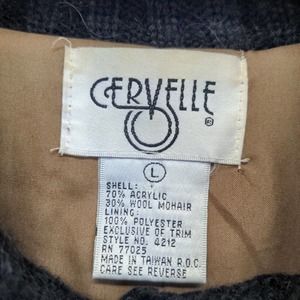 CERVELLE
L
SHELL:
70% ACRYLIC
30% WOOL MOHAIR
LINING:
100% POLYESTER
EXCLUSIVE OF TRIM
STYLE NO. 4212
RN 77025
MADE IN TAIWAN R.O.C.
CARE SEE REVERSE